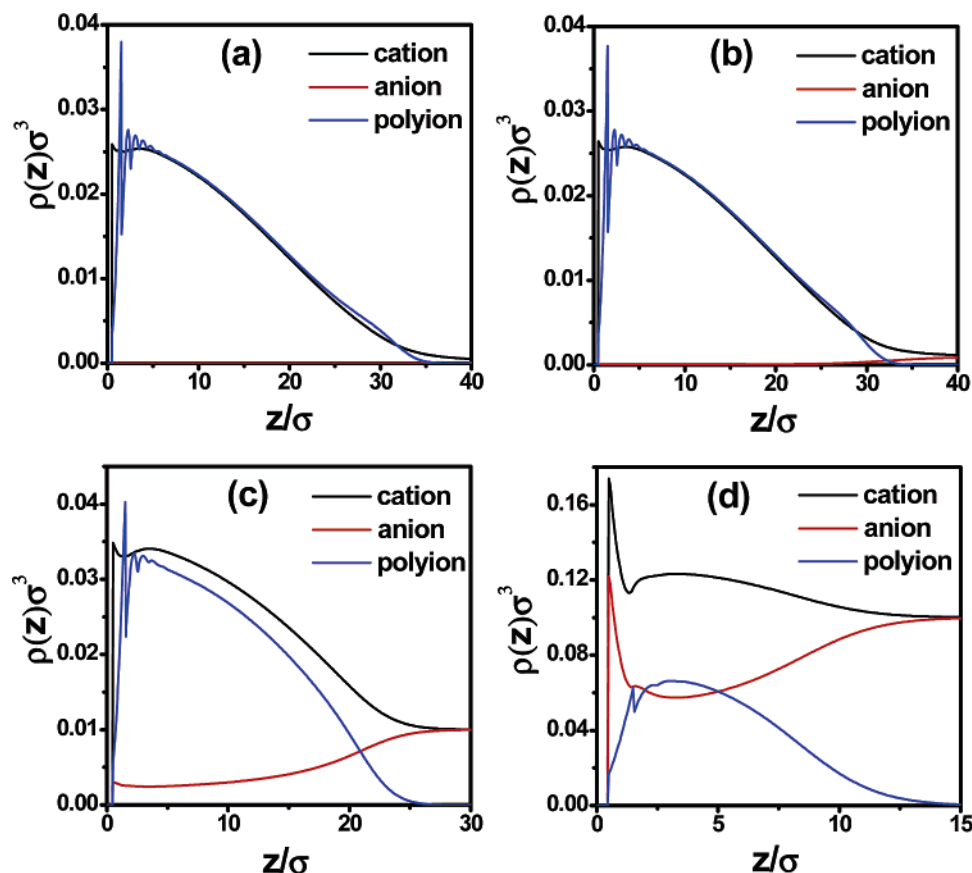 (a)
cation
anion
polyion
0.04
0.03
0.02
0.01
0.00
ρ(z)σ³
0 10 20 30 40
z/σ
(b)
cation
anion
polyion
0.04
0.03
0.02
0.01
0.00
ρ(z)σ³
0 10 20 30 40
z/σ
(c)
cation
anion
polyion
0.04
0.03
0.02
0.01
0.00
ρ(z)σ³
0 10 20 30
z/σ
(d)
cation
anion
polyion
0.16
0.12
0.08
0.04
0.00
ρ(z)σ³
0 5 10 15
z/σ